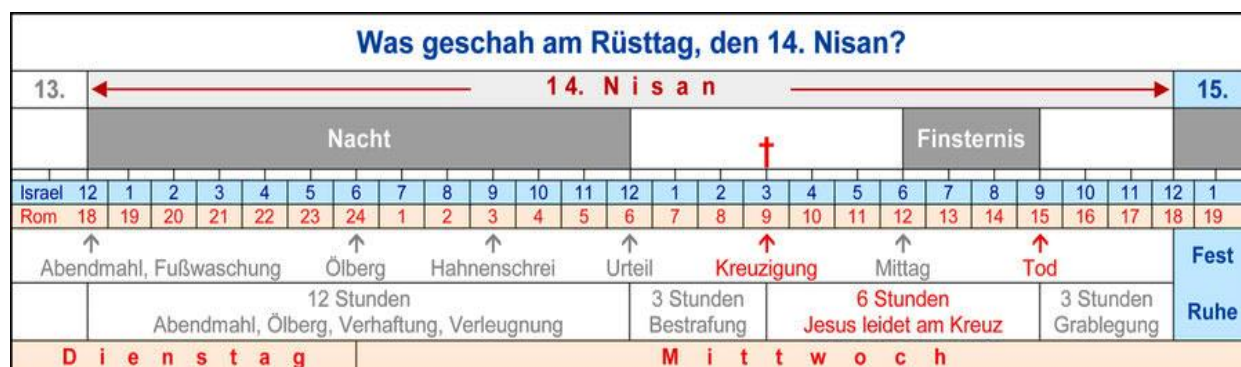 Was geschah am Rüsttag, den 14. Nisan?
13. 14. Nisan 15.
Nacht Finsternis
Israel 12 1 2 3 4 5 6 7 8 9 10 11 12 1 2 3 4 5 6 7 8 9 10 11 12 1
Rom 18 19 20 21 22 23 24 1 2 3 4 5 6 7 8 9 10 11 12 13 14 15 16 17 18 19
Abendmahl, Fußwaschung Ölberg Hahnenschrei Urteil Kreuzigung Mittag Tod Fest
12 Stunden 3 Stunden 6 Stunden 3 Stunden Ruhe
Abendmahl, Ölberg, Verhaftung, Verleugnung Bestrafung Jesus leidet am Kreuz Grablegung
Dienstag Mittwoch